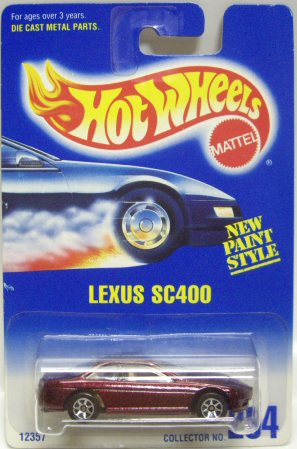 For ages over 3 years.
DIE CAST METAL PARTS.
HOT WHEELS
MATTEL
NEW
PAINT
STYLE
LEXUS SC400
12357
COLLECTOR NO.